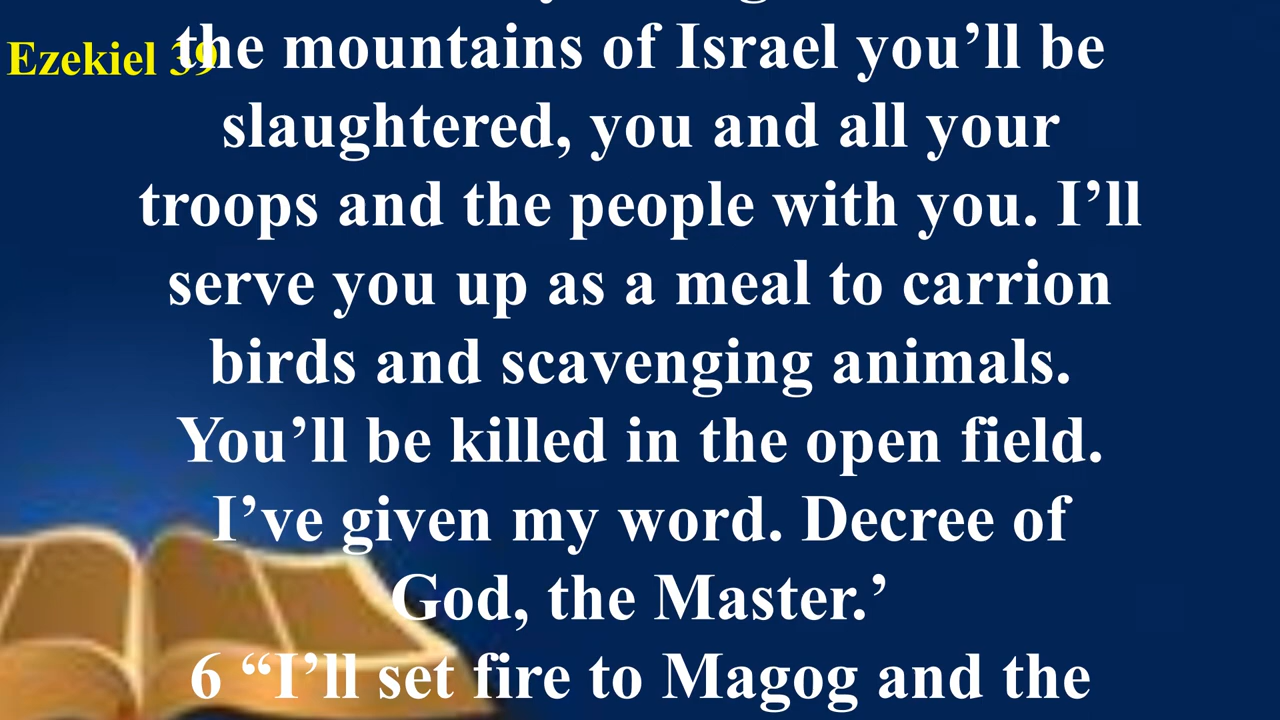 Ezekiel 39
the mountains of Israel you’ll be
slaughtered, you and all your
troops and the people with you. I’ll
serve you up as a meal to carrion
birds and scavenging animals.
You’ll be killed in the open field.
I’ve given my word. Decree of
God, the Master.’
6 “I’ll set fire to Magog and the